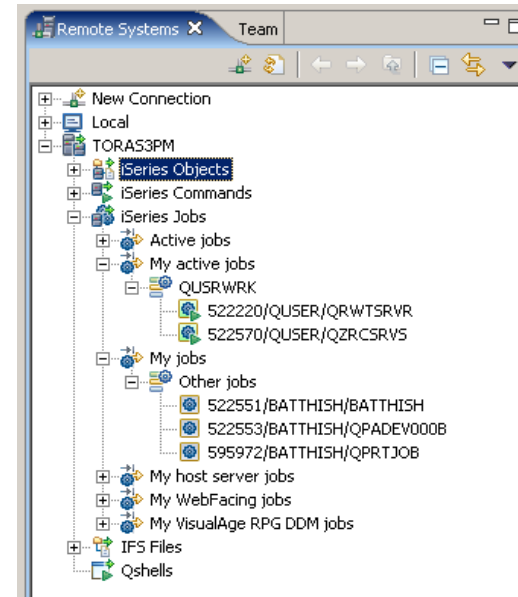 Remote Systems Team
New Connection
Local
TORAS3PM
iSeries Objects
iSeries Commands
iSeries Jobs
Active jobs
My active jobs
QUSRWRK
522220/QUSER/QRWTSRVR
522570/QUSER/QZRCSRVS
My jobs
Other jobs
522551/BATTHISH/BATTHISH
522553/BATTHISH/QPADEV000B
595972/BATTHISH/QPRTJOB
My host server jobs
My WebFacing jobs
My VisualAge RPG DDM jobs
IFS Files
Qshells